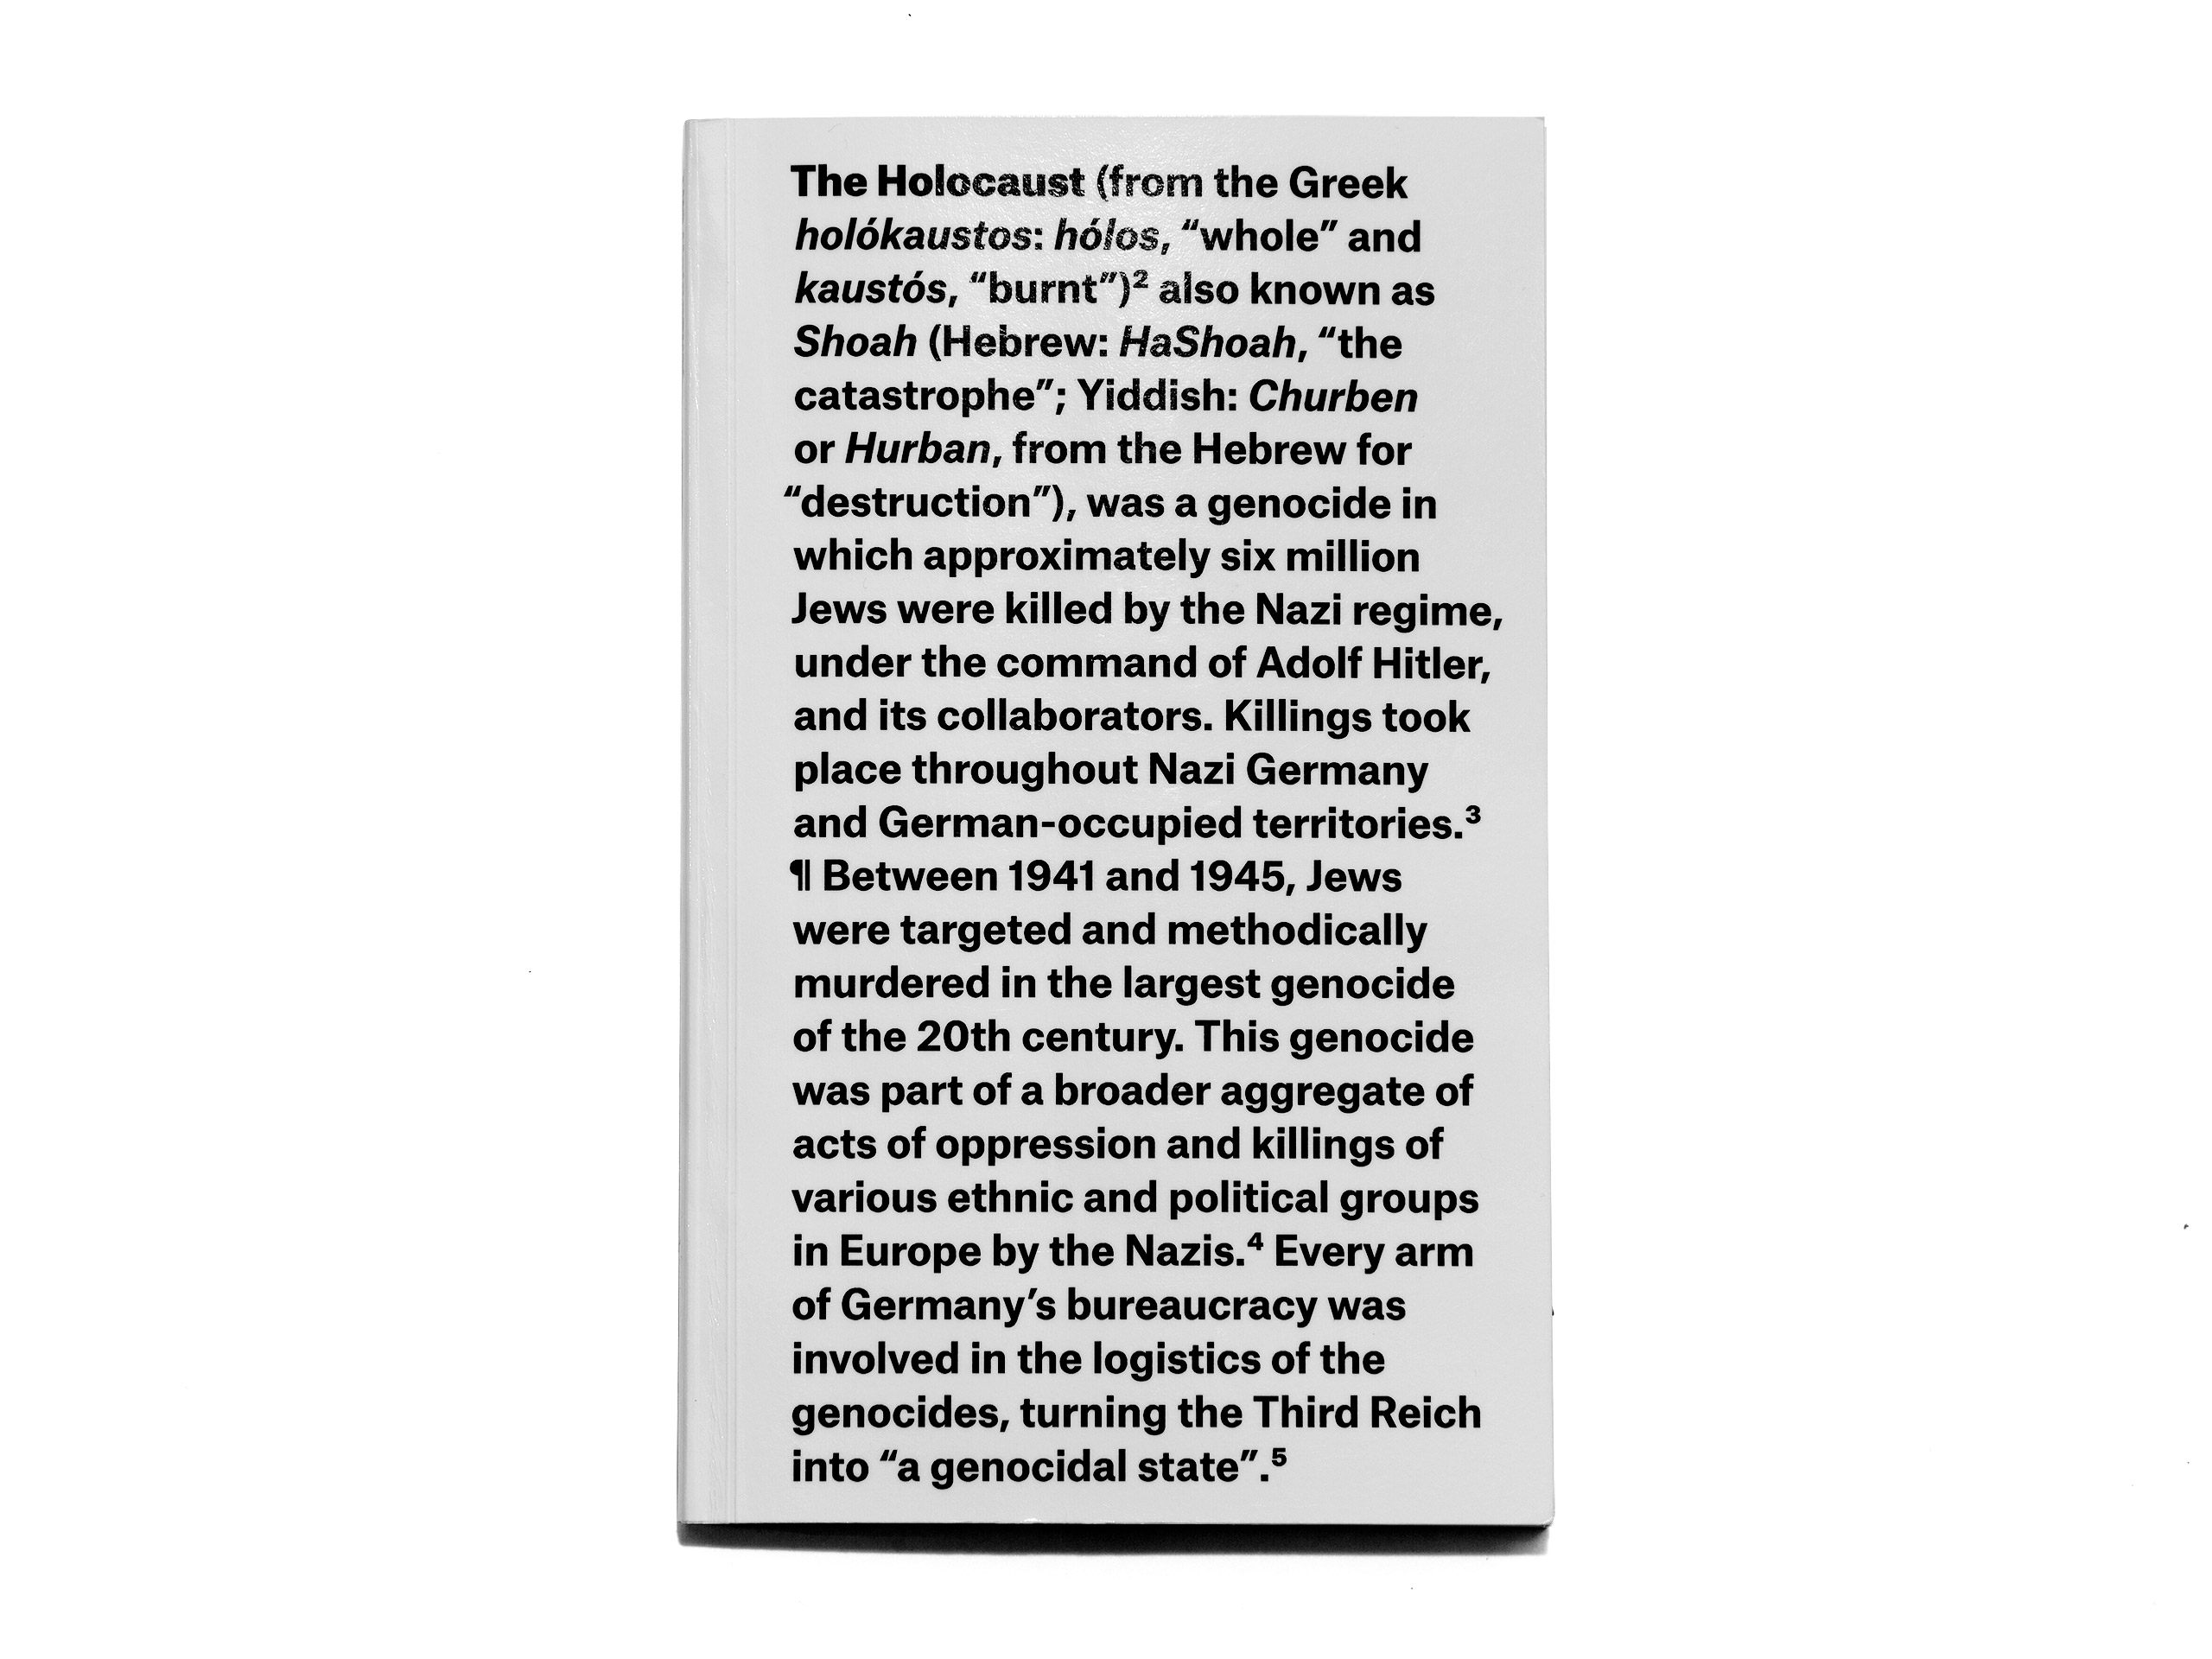 The Holocaust (from the Greek
holókaustos: hólos, “whole” and
kaustós, “burnt”)² also known as
Shoah (Hebrew: HaShoah, “the
catastrophe”; Yiddish: Churben
or Hurban, from the Hebrew for
“destruction”), was a genocide in
which approximately six million
Jews were killed by the Nazi regime,
under the command of Adolf Hitler,
and its collaborators. Killings took
place throughout Nazi Germany
and German-occupied territories.³
¶ Between 1941 and 1945, Jews
were targeted and methodically
murdered in the largest genocide
of the 20th century. This genocide
was part of a broader aggregate of
acts of oppression and killings of
various ethnic and political groups
in Europe by the Nazis.⁴ Every arm
of Germany’s bureaucracy was
involved in the logistics of the
genocides, turning the Third Reich
into “a genocidal state”.⁵